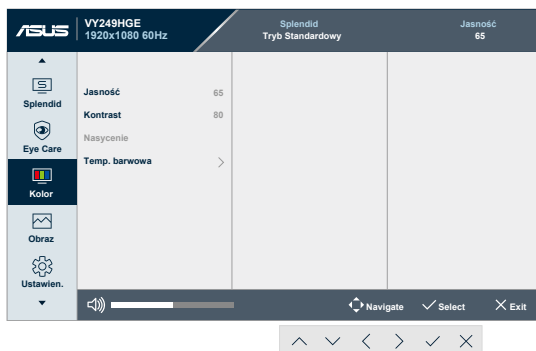 ASUS
VY249HGE
1920x1080 60Hz
Splendid
Tryb Standardowy
Jasność
65
Splendid
Eye Care
Kolor
Obraz
Ustawien.
Jasność 65
Kontrast 80
Nasycenie
Temp. barwowa
Navigate
Select
Exit